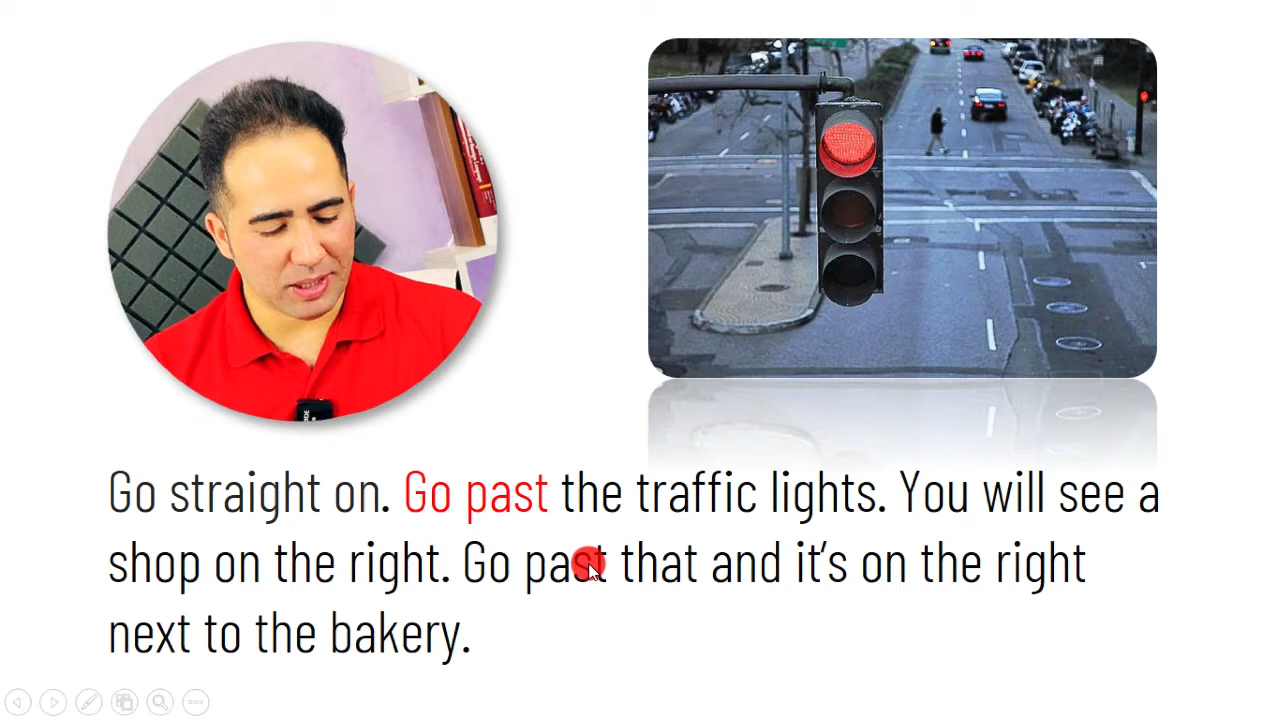 Go straight on. Go past the traffic lights. You will see a
shop on the right. Go past that and it's on the right
next to the bakery.